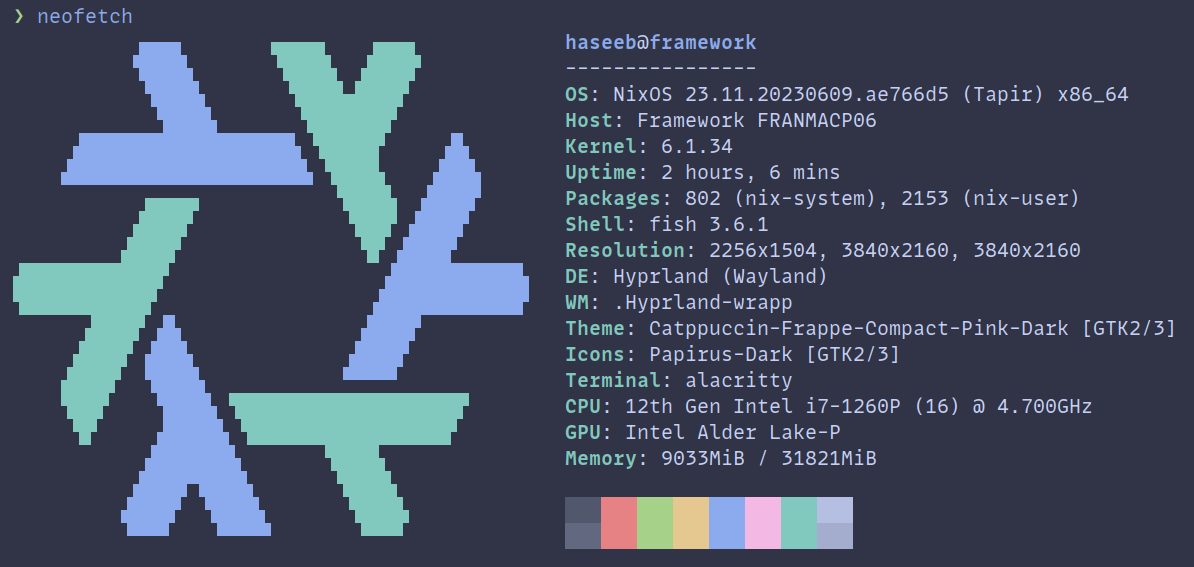 ❯ neofetch
haseeb@framework
----------------
OS: NixOS 23.11.20230609.ae766d5 (Tapir) x86_64
Host: Framework FRANMACP06
Kernel: 6.1.34
Uptime: 2 hours, 6 mins
Packages: 802 (nix-system), 2153 (nix-user)
Shell: fish 3.6.1
Resolution: 2256x1504, 3840x2160, 3840x2160
DE: Hyprland (Wayland)
WM: .Hyprland-wrapp
Theme: Catppuccin-Frappe-Compact-Pink-Dark [GTK2/3]
Icons: Papirus-Dark [GTK2/3]
Terminal: alacritty
CPU: 12th Gen Intel i7-1260P (16) @ 4.700GHz
GPU: Intel Alder Lake-P
Memory: 9033MiB / 31821MiB